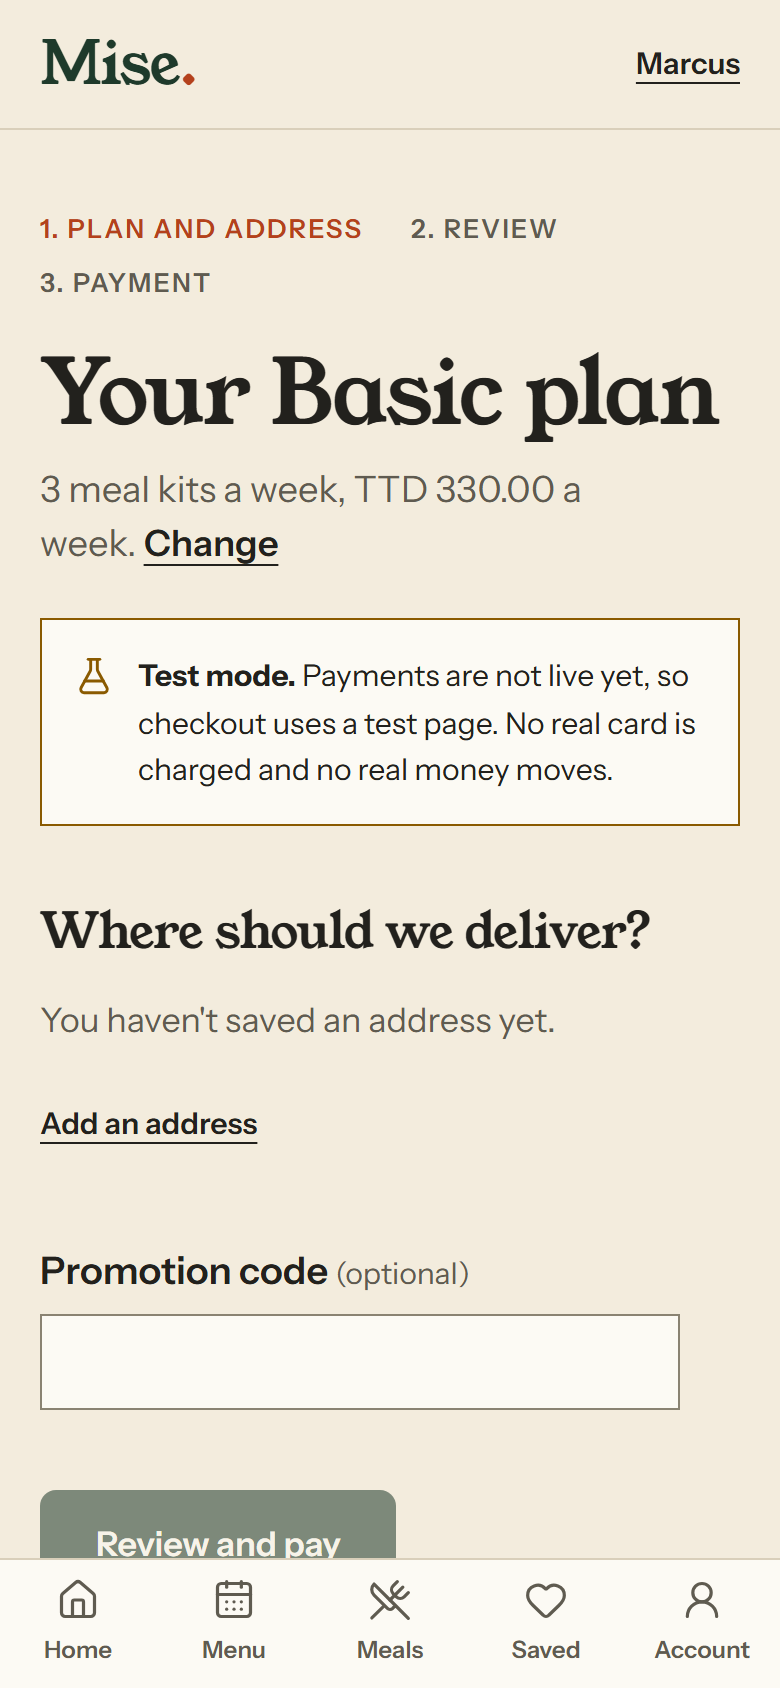 Mise.
Marcus
1. PLAN AND ADDRESS 2. REVIEW
3. PAYMENT
Your Basic plan
3 meal kits a week, TTD 330.00 a
week. Change
Test mode. Payments are not live yet, so
checkout uses a test page. No real card is
charged and no real money moves.
Where should we deliver?
You haven't saved an address yet.
Add an address
Promotion code (optional)
Review and pay
Home Menu Meals Saved Account